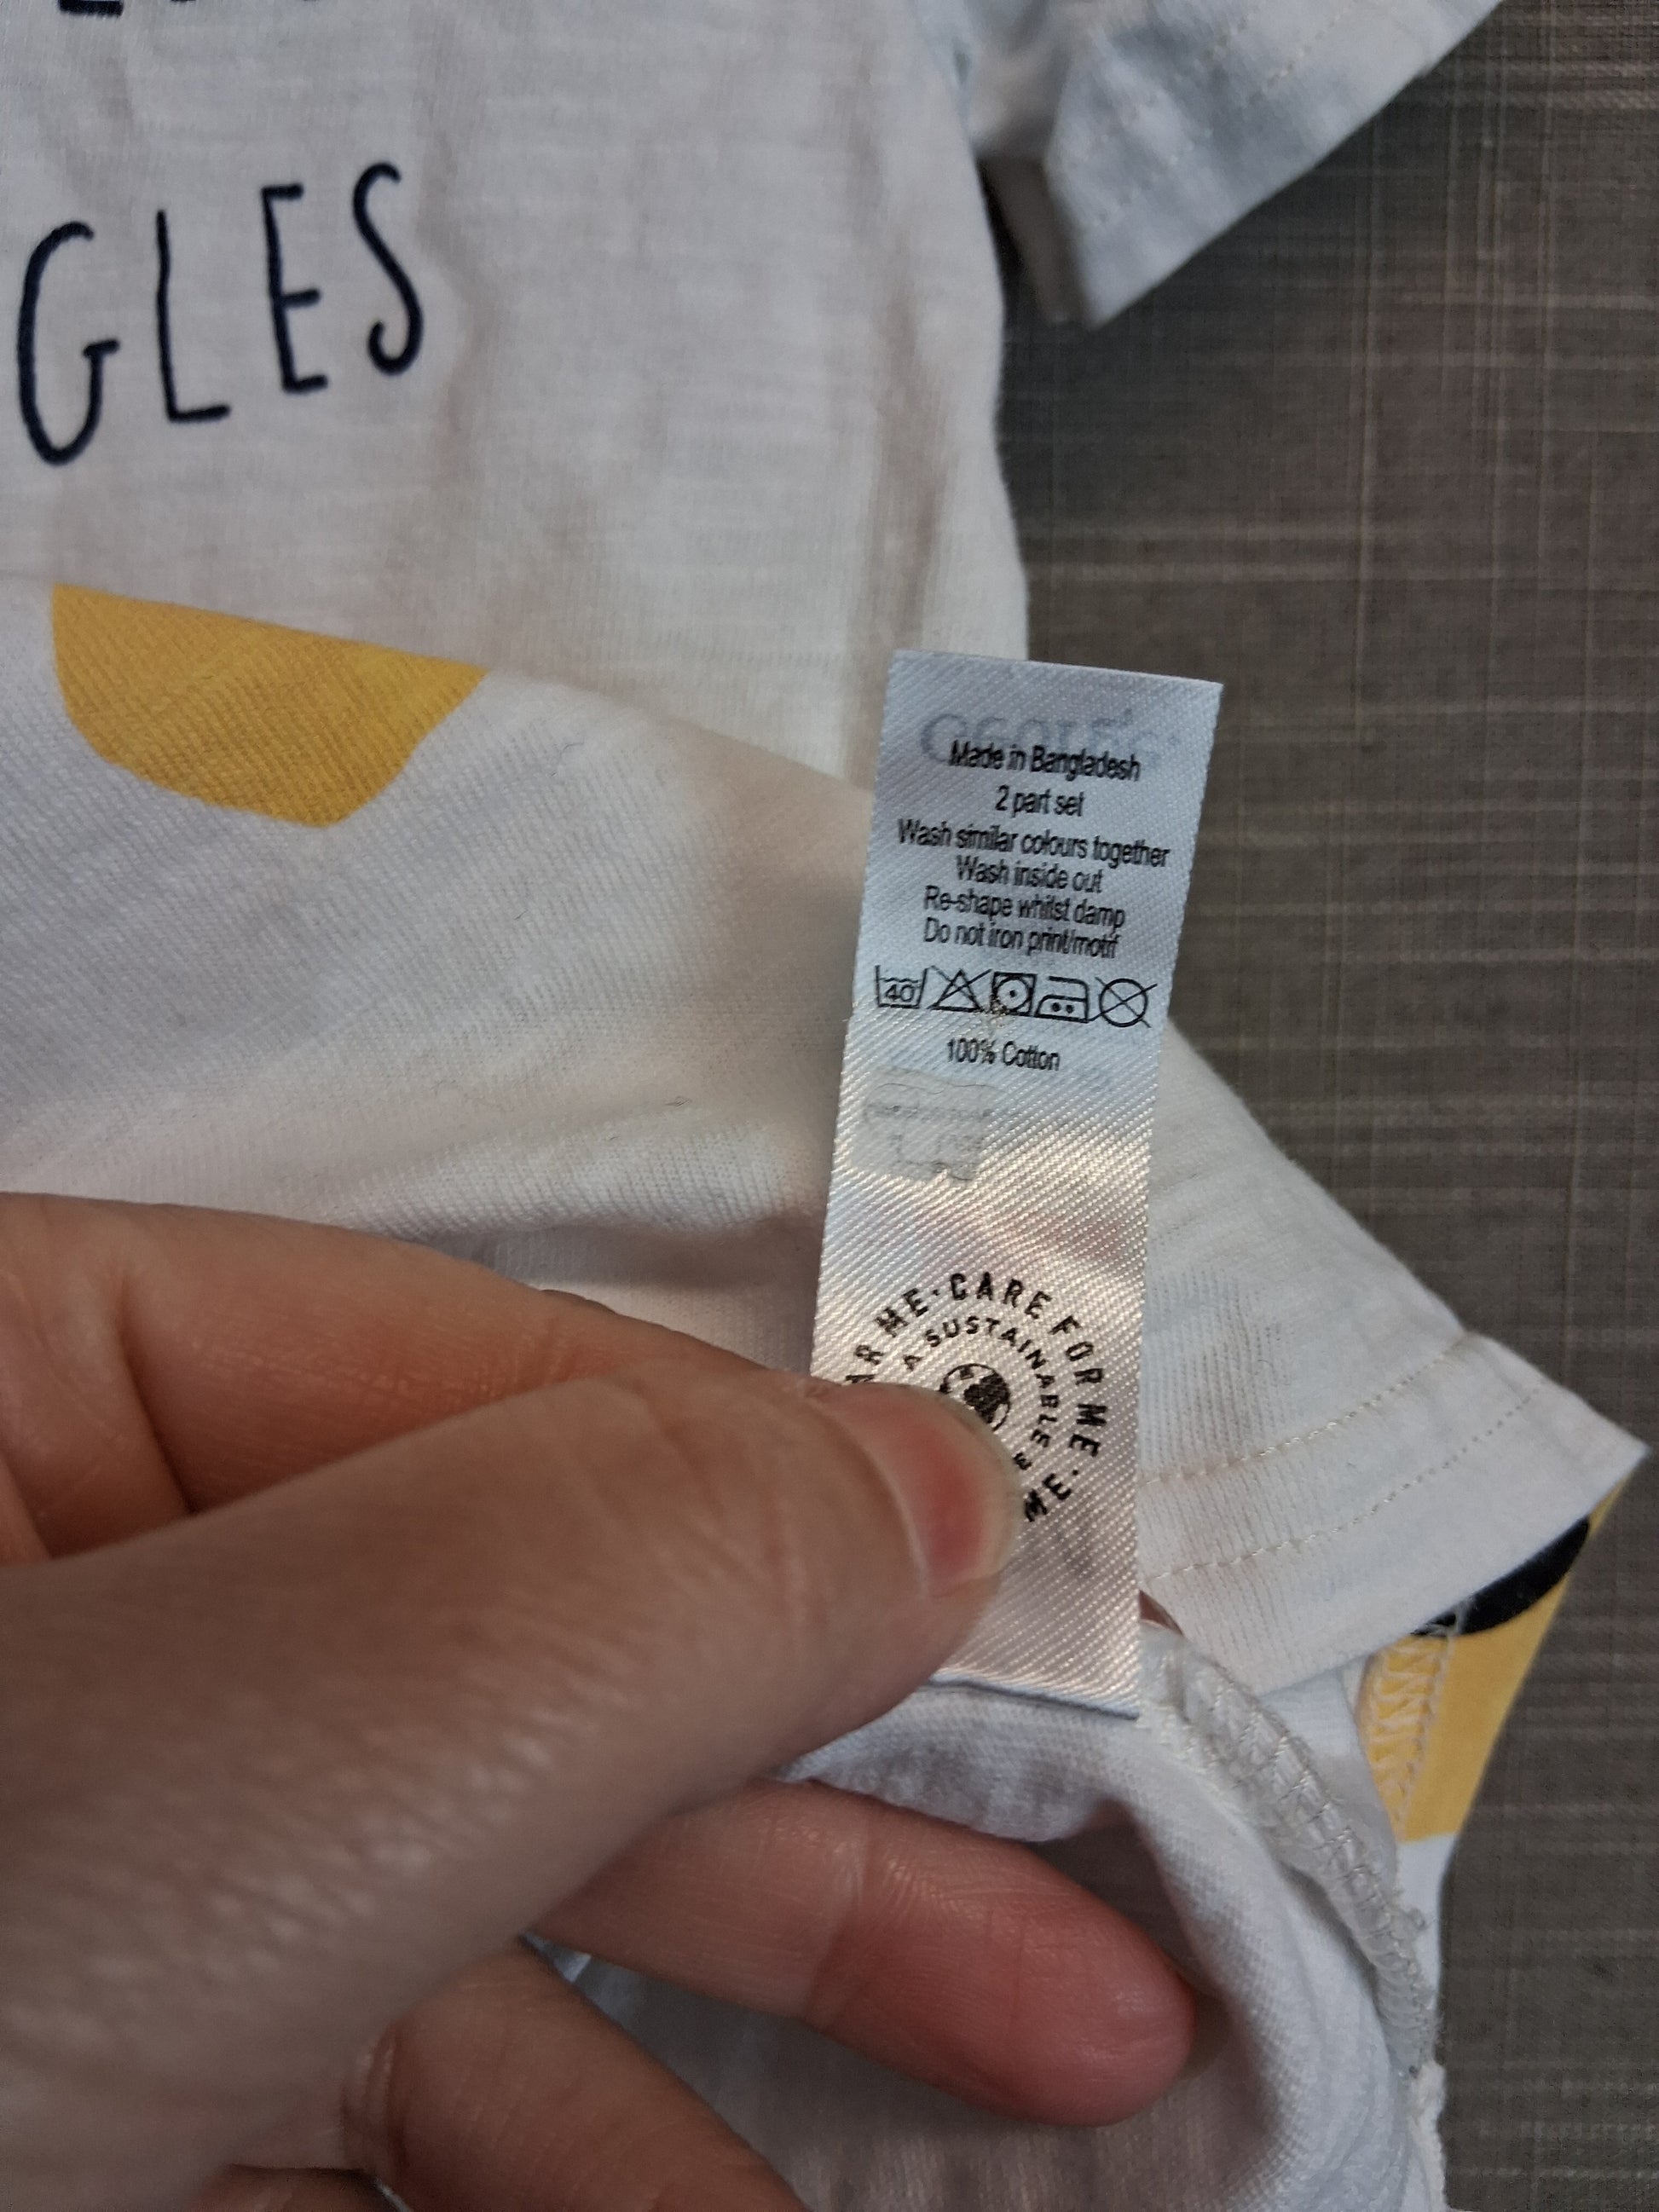 GLES
Made in Bangladesh
2 part set
Wash similar colours together
Wash inside out
Re-shape whilst damp
Do not iron print/motif
40
100% Cotton
ME · CARE FOR ME ·
A SUSTAINABLE